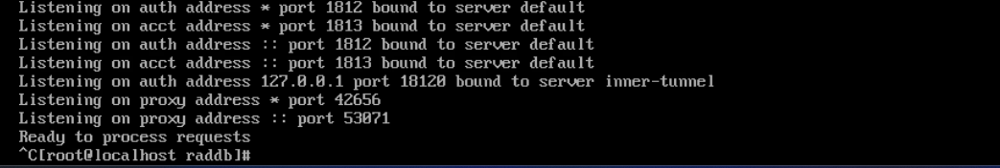 Listening on auth address * port 1812 bound to server default
Listening on acct address * port 1813 bound to server default
Listening on auth address :: port 1812 bound to server default
Listening on acct address :: port 1813 bound to server default
Listening on auth address 127.0.0.1 port 18120 bound to server inner-tunnel
Listening on proxy address * port 42656
Listening on proxy address :: port 53071
Ready to process requests
^C[root@localhost raddb]#